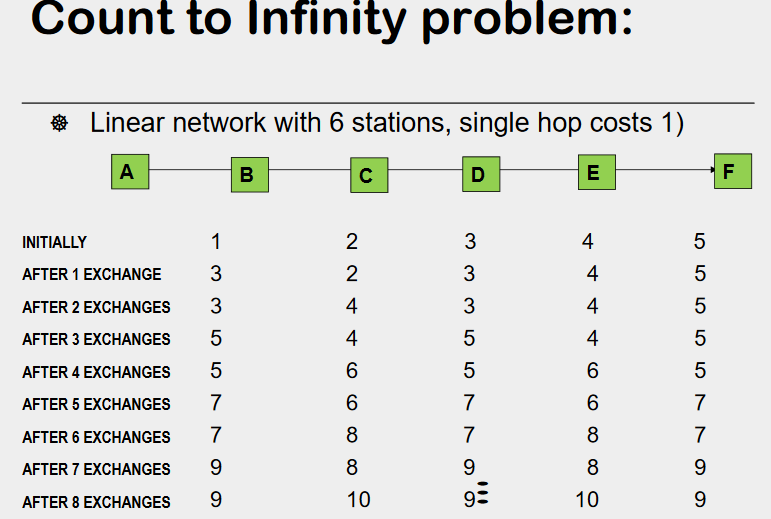 Count to Infinity problem:
Linear network with 6 stations, single hop costs 1)
A B C D E F
INITIALLY 1 2 3 4 5
AFTER 1 EXCHANGE 3 2 3 4 5
AFTER 2 EXCHANGES 3 4 3 4 5
AFTER 3 EXCHANGES 5 4 5 4 5
AFTER 4 EXCHANGES 5 6 5 6 5
AFTER 5 EXCHANGES 7 6 7 6 7
AFTER 6 EXCHANGES 7 8 7 8 7
AFTER 7 EXCHANGES 9 8 9 8 9
AFTER 8 EXCHANGES 9 10 9 10 9